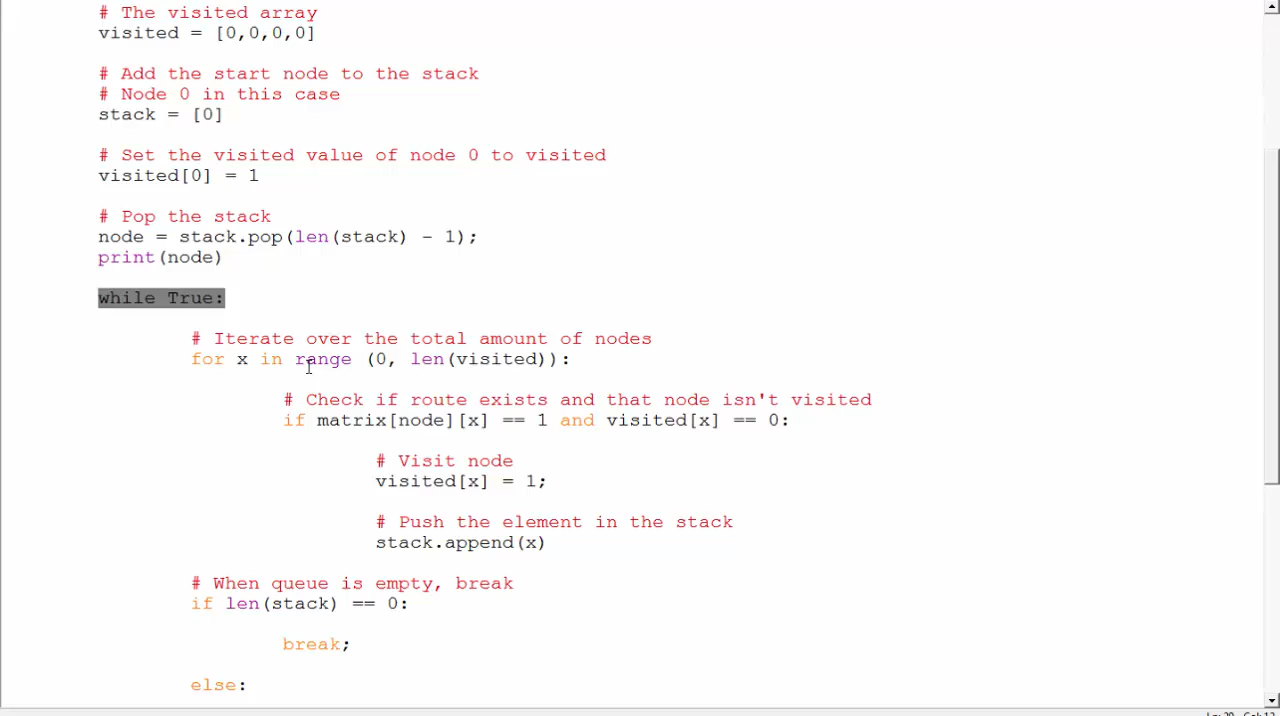 # The visited array
visited = [0,0,0,0]
# Add the start node to the stack
# Node 0 in this case
stack = [0]
# Set the visited value of node 0 to visited
visited[0] = 1
# Pop the stack
node = stack.pop(len(stack) - 1);
print(node)
while True:
# Iterate over the total amount of nodes
for x in range (0, len(visited)):
# Check if route exists and that node isn't visited
if matrix[node][x] == 1 and visited[x] == 0:
# Visit node
visited[x] = 1;
# Push the element in the stack
stack.append(x)
# When queue is empty, break
if len(stack) == 0:
break;
else: